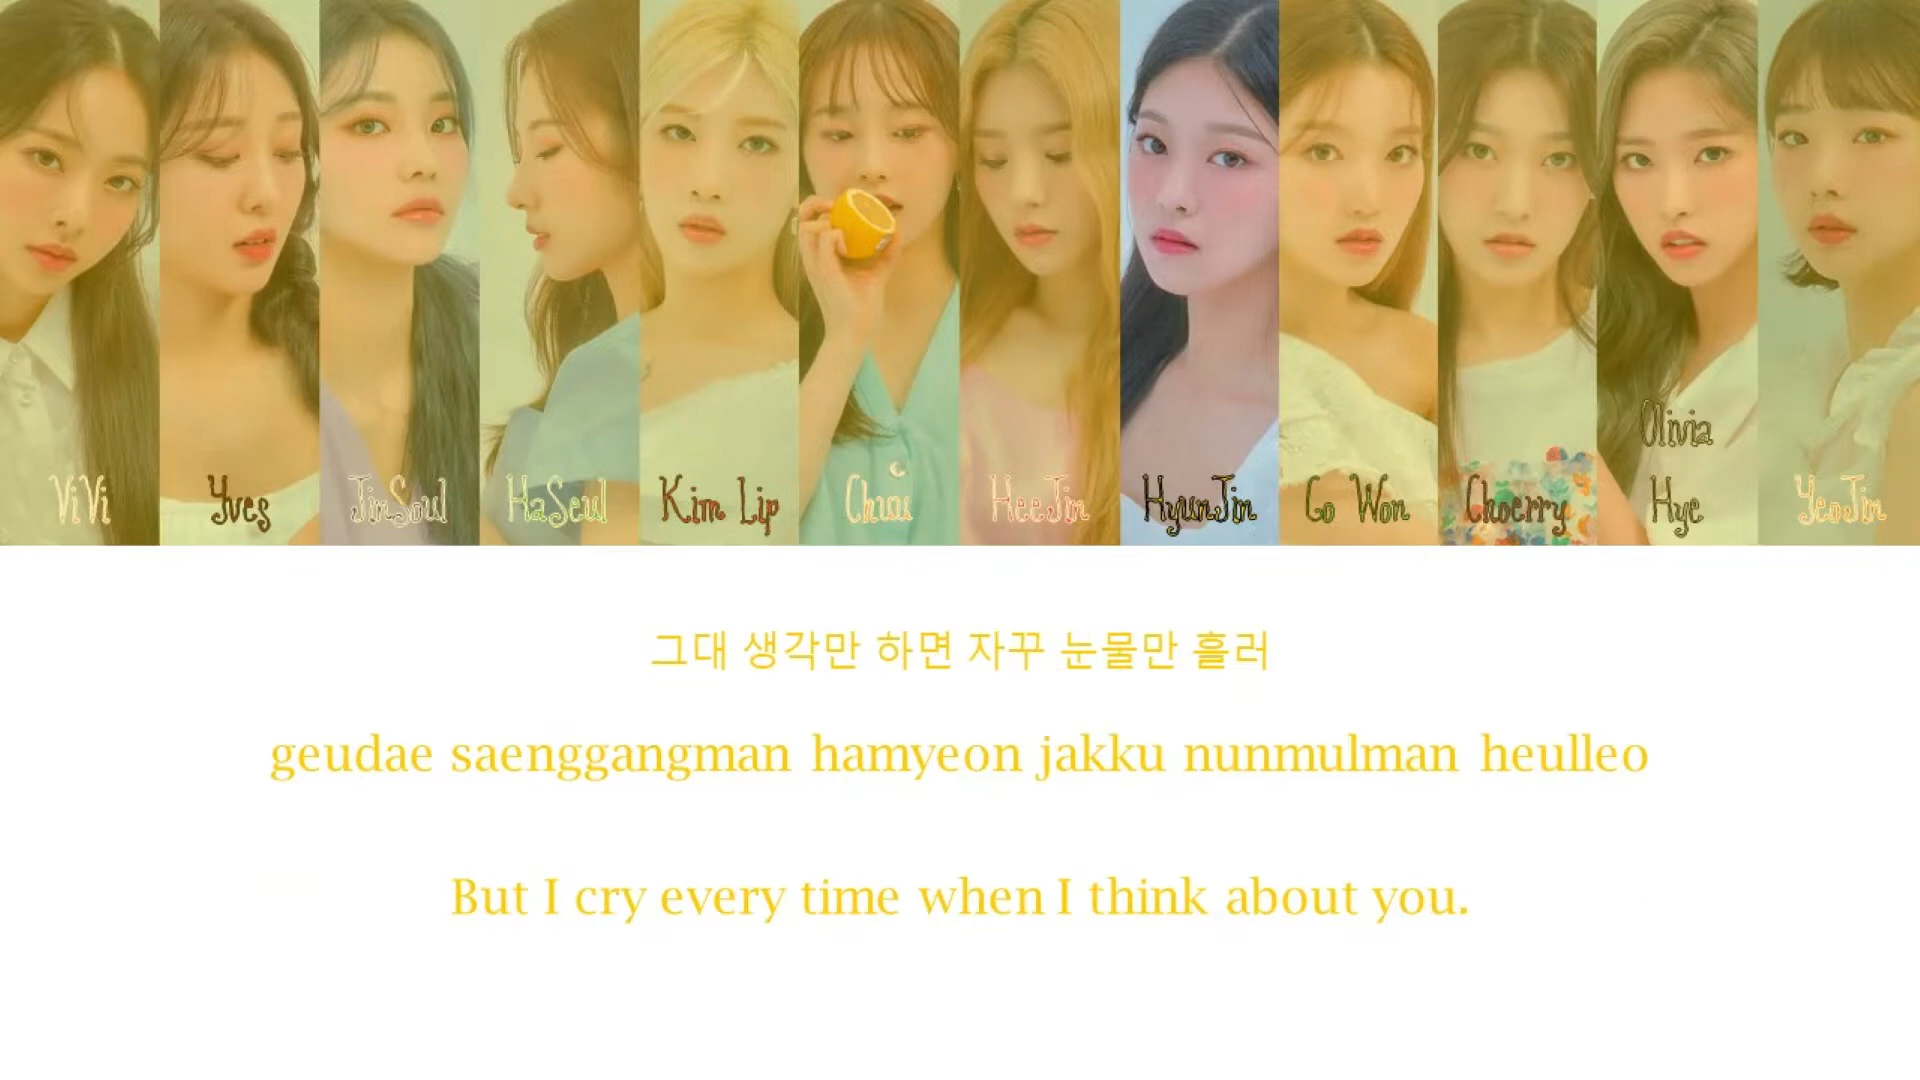 ViVi Yves JinSoul HaSeul Kim Lip Chuu HeeJin HyunJin Go Won Choerry Olivia Hye YeoJin
그대 생각만 하면 자꾸 눈물만 흘러
geudae saenggangman hamyeon jakku nunmulman heulleo
But I cry every time when I think about you.